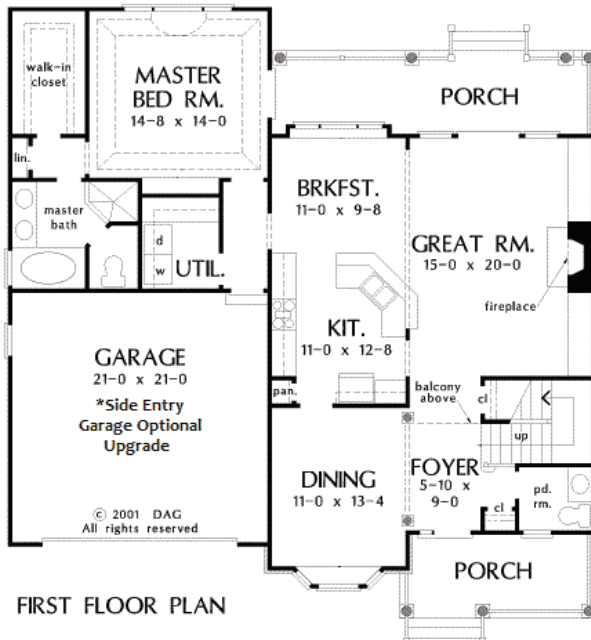 walk-in
closet
MASTER
BED RM.
14-8 x 14-0
PORCH
lin.
master
bath
BRKFST.
11-0 x 9-8
GREAT RM.
15-0 x 20-0
d
w
UTIL.
fireplace
KIT.
11-0 x 12-8
GARAGE
21-0 x 21-0
*Side Entry
Garage Optional
Upgrade
pan.
balcony
above
cl
up
DINING
11-0 x 13-4
FOYER
5-10 x
9-0
pd.
rm.
cl
© 2001 DAG
All rights reserved
PORCH
FIRST FLOOR PLAN